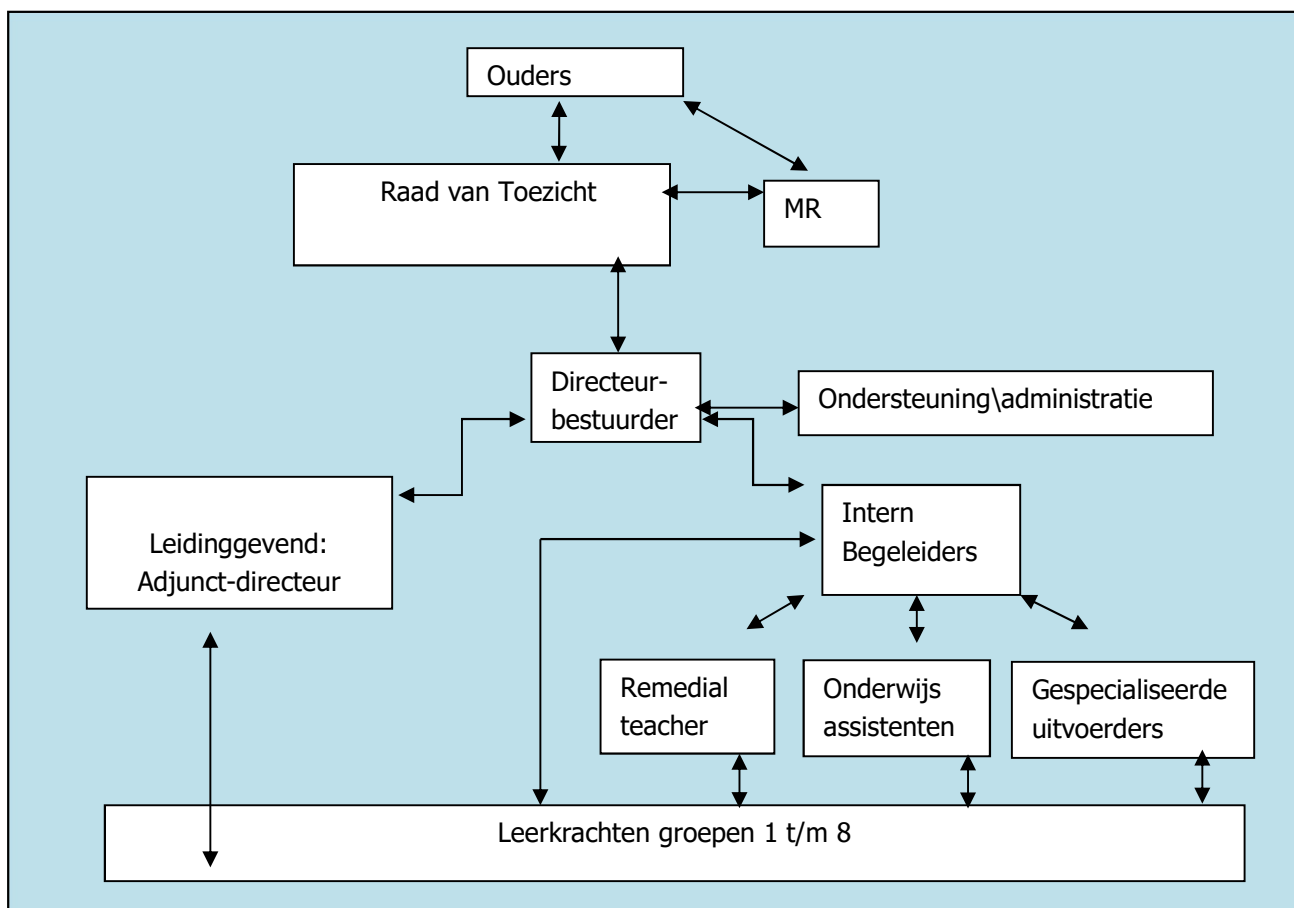 Ouders
Raad van Toezicht
MR
Directeur-
bestuurder
Ondersteuning\administratie
Leidinggevend:
Adjunct-directeur
Intern
Begeleiders
Remedial
teacher
Onderwijs
assistenten
Gespecialiseerde
uitvoerders
Leerkrachten groepen 1 t/m 8